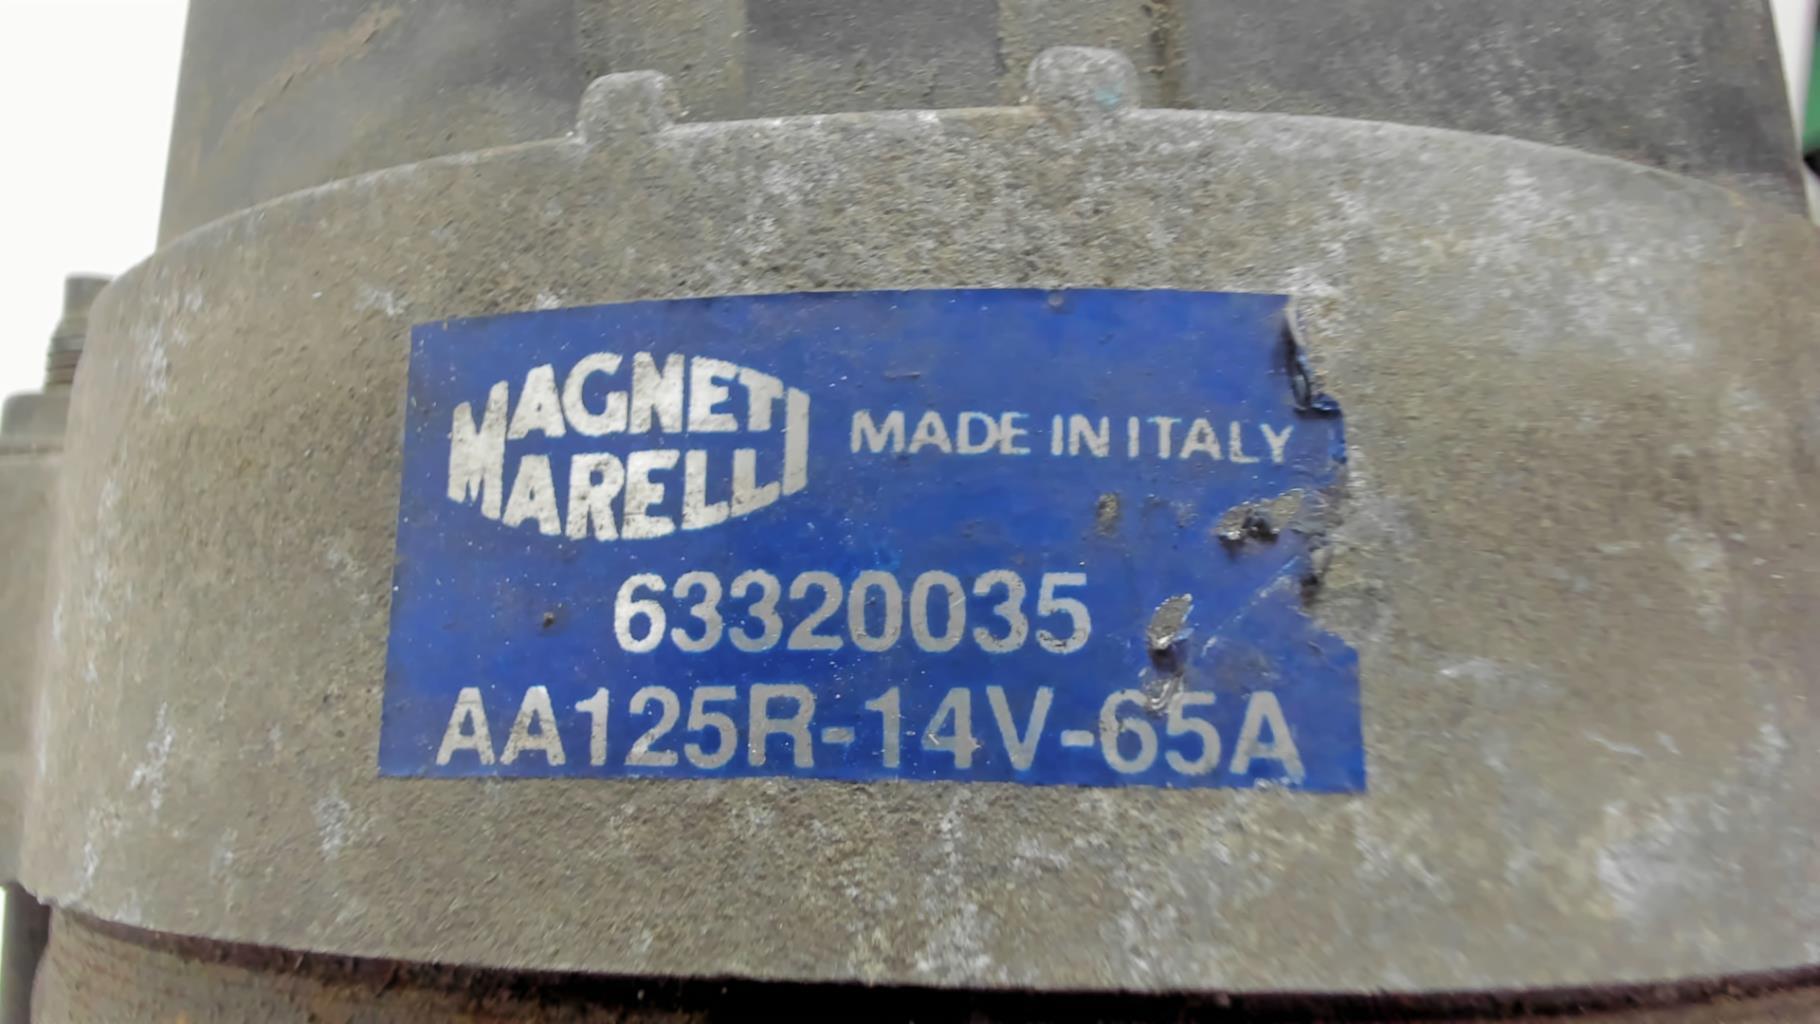 MAGNETI
MARELLI
MADE IN ITALY
63320035
AA125R-14V-65A